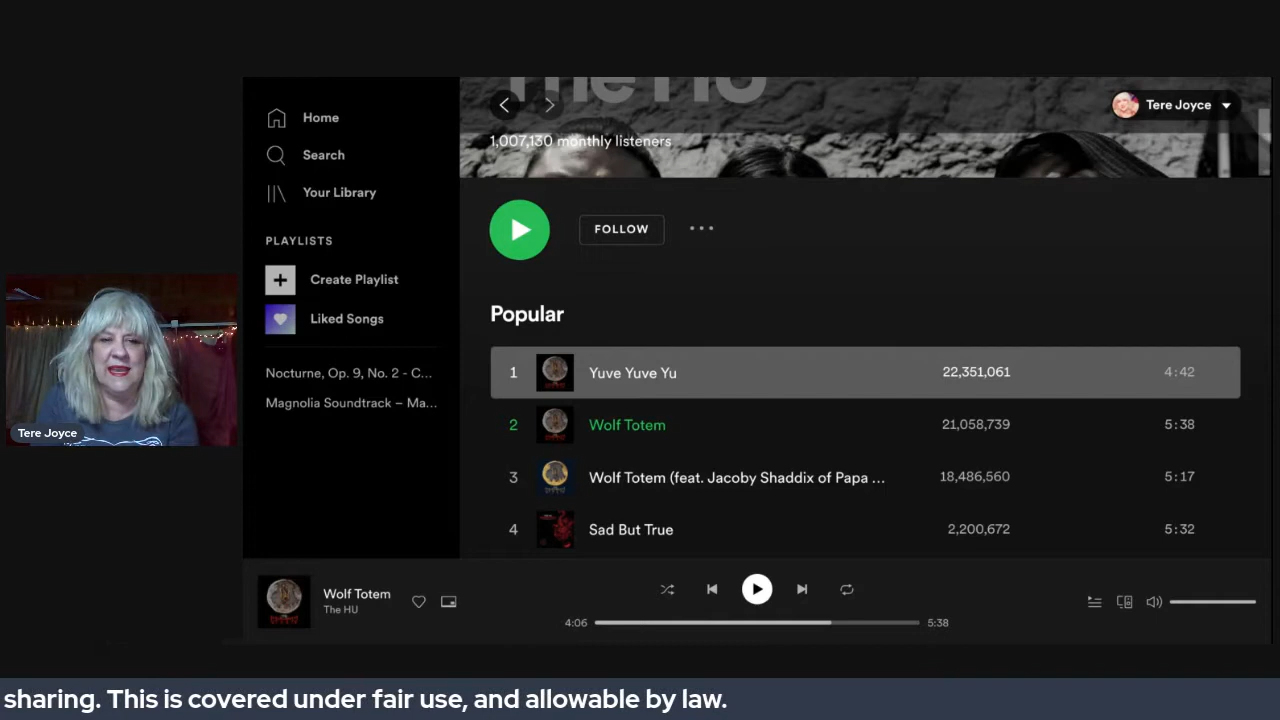 The HU
Tere Joyce
1,007,130 monthly listeners
Home
Search
Your Library
PLAYLISTS
Create Playlist
Liked Songs
Nocturne, Op. 9, No. 2 - C...
Magnolia Soundtrack – Ma...
FOLLOW
Popular
1 Yuve Yuve Yu 22,351,061 4:42
2 Wolf Totem 21,058,739 5:38
3 Wolf Totem (feat. Jacoby Shaddix of Papa ... 18,486,560 5:17
4 Sad But True 2,200,672 5:32
Tere Joyce
Wolf Totem
The HU
4:06 5:38
sharing. This is covered under fair use, and allowable by law.